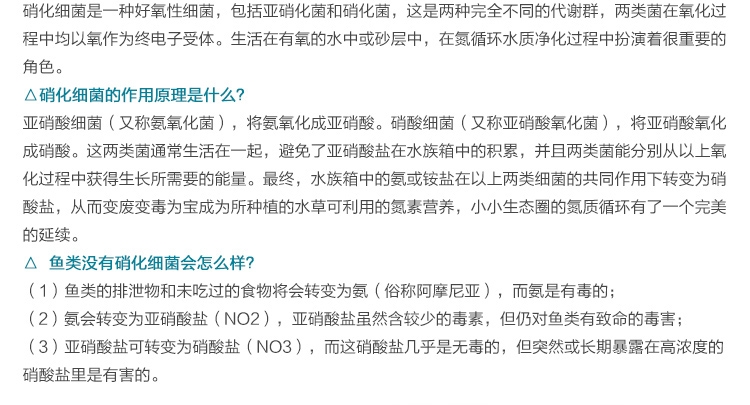 硝化细菌是一种好氧性细菌，包括亚硝化菌和硝化菌，这是两种完全不同的代谢群，两类菌在氧化过
程中均以氧作为终电子受体。生活在有氧的水中或砂层中，在氮循环水质净化过程中扮演着很重要的
角色。
△硝化细菌的作用原理是什么？
亚硝酸细菌（又称氨氧化菌），将氨氧化成亚硝酸。硝酸细菌（又称亚硝酸氧化菌），将亚硝酸氧化
成硝酸。这两类菌通常生活在一起，避免了亚硝酸盐在水族箱中的积累，并且两类菌能分别从以上氧
化过程中获得生长所需要的能量。最终，水族箱中的氨或铵盐在以上两类细菌的共同作用下转变为硝
酸盐，从而变废变毒为宝成为所种植的水草可利用的氮素营养，小小生态圈的氮质循环有了一个完美
的延续。
△ 鱼类没有硝化细菌会怎么样？
（1）鱼类的排泄物和未吃过的食物将会转变为氨（俗称阿摩尼亚），而氨是有毒的；
（2）氨会转变为亚硝酸盐（NO2），亚硝酸盐虽然含较少的毒素，但仍对鱼类有致命的毒害；
（3）亚硝酸盐可转变为硝酸盐（NO3），而这硝酸盐几乎是无毒的，但突然或长期暴露在高浓度的
硝酸盐里是有害的。